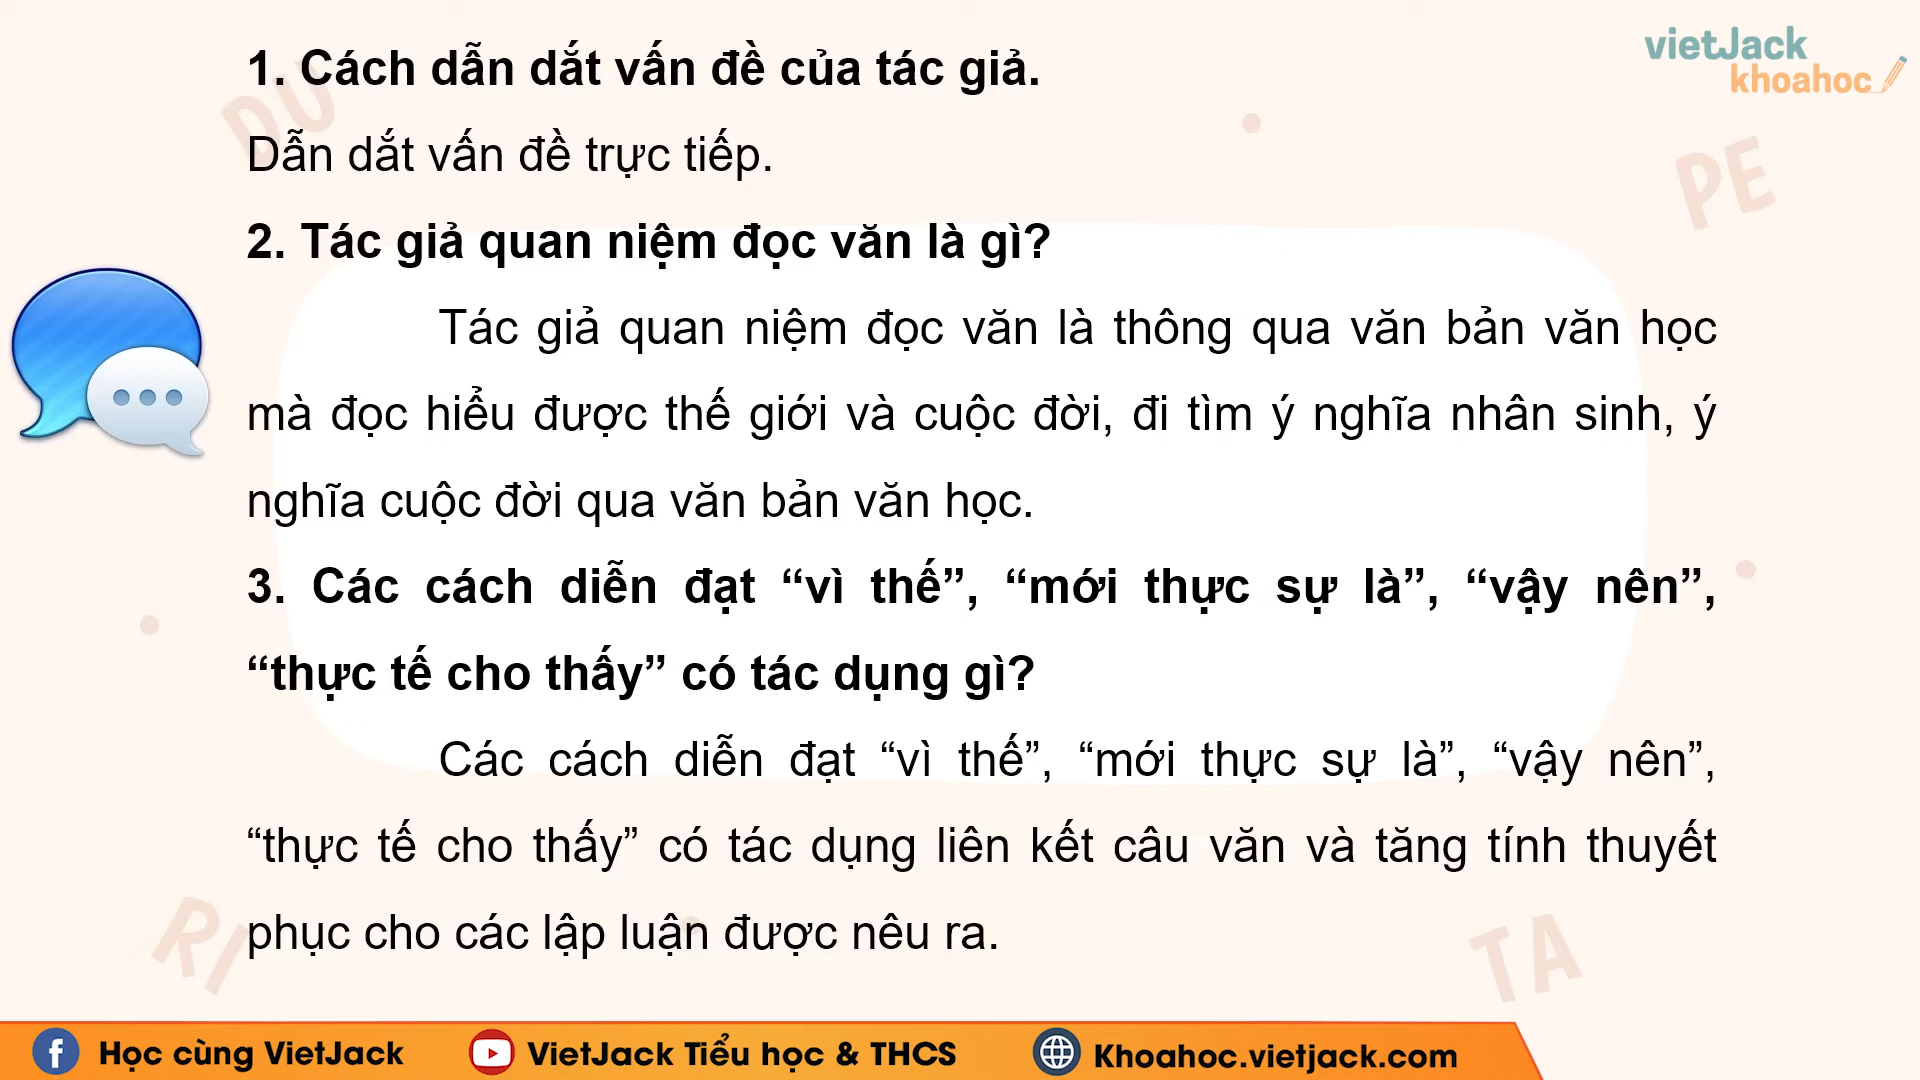 vietJack
khoahoc
1. Cách dẫn dắt vấn đề của tác giả.
Dẫn dắt vấn đề trực tiếp.
2. Tác giả quan niệm đọc văn là gì?
Tác giả quan niệm đọc văn là thông qua văn bản văn học
mà đọc hiểu được thế giới và cuộc đời, đi tìm ý nghĩa nhân sinh, ý
nghĩa cuộc đời qua văn bản văn học.
3. Các cách diễn đạt “vì thế”, “mới thực sự là”, “vậy nên”,
“thực tế cho thấy” có tác dụng gì?
Các cách diễn đạt “vì thế”, “mới thực sự là”, “vậy nên”,
“thực tế cho thấy” có tác dụng liên kết câu văn và tăng tính thuyết
phục cho các lập luận được nêu ra.
DU
PE
RI
TA
Học cùng VietJack
VietJack Tiểu học & THCS
Khoahoc.vietjack.com